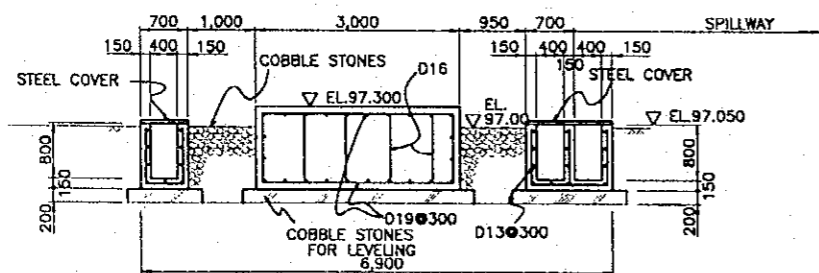 700 1,000 3,000 950 700 SPILLWAY
150 400 150 150 400 400 150
150
STEEL COVER
COBBLE STONES
D16
STEEL COVER
EL.97.300
EL.
97.00
EL.97.050
800
150
200
800
150
200
COBBLE STONES
FOR LEVELING
D19@300
D13@300
6,900